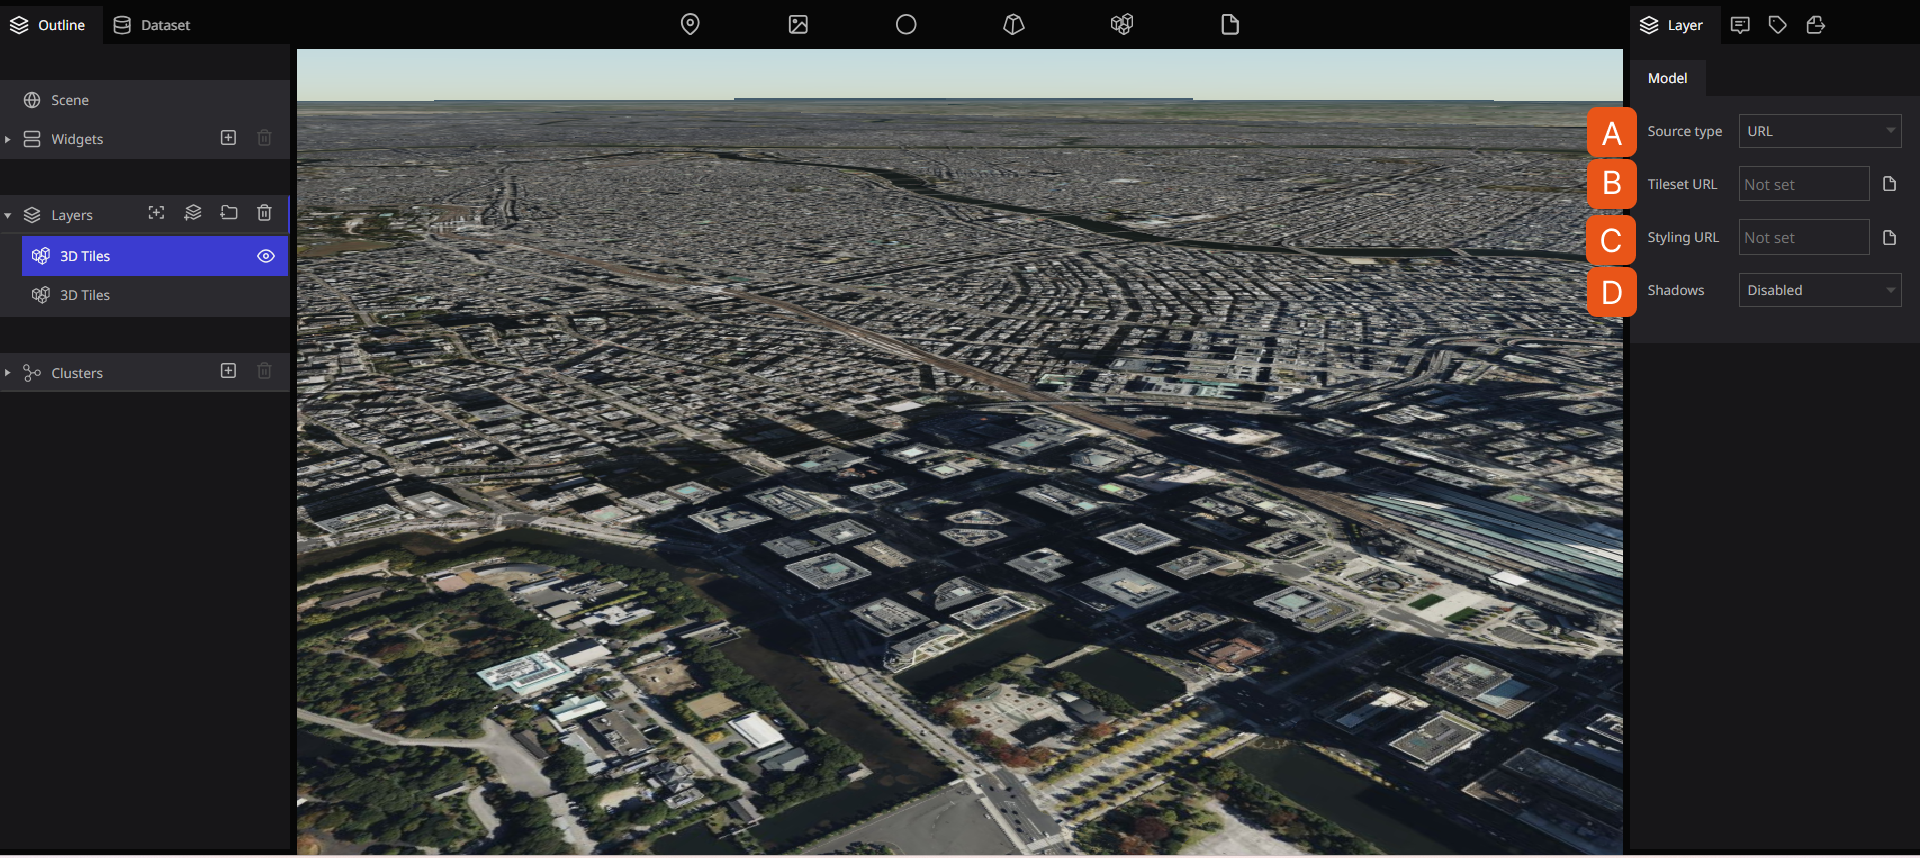 Outline
Dataset
Layer
Scene
Widgets
Layers
3D Tiles
3D Tiles
Clusters
Model
A
Source type
URL
B
Tileset URL
Not set
C
Styling URL
Not set
D
Shadows
Disabled